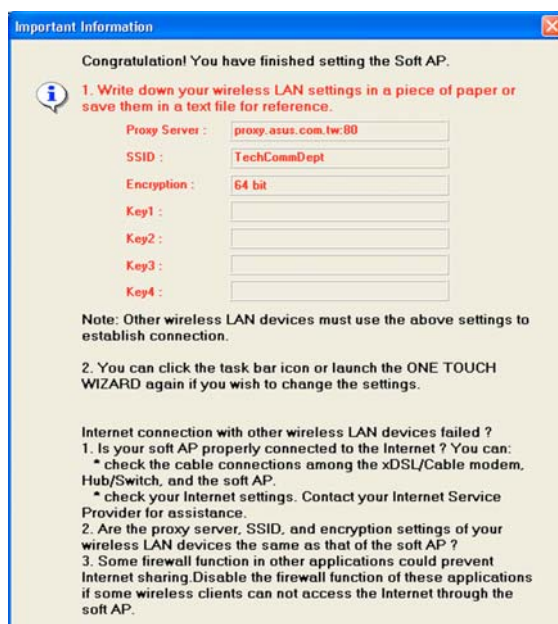 Important Information
Congratulation! You have finished setting the Soft AP.
1. Write down your wireless LAN settings in a piece of paper or
save them in a text file for reference.
Proxy Server : proxy.asus.com.tw:80
SSID : TechCommDept
Encryption : 64 bit
Key1 :
Key2 :
Key3 :
Key4 :
Note: Other wireless LAN devices must use the above settings to
establish connection.
2. You can click the task bar icon or launch the ONE TOUCH
WIZARD again if you wish to change the settings.
Internet connection with other wireless LAN devices failed ?
1. Is your soft AP properly connected to the Internet ? You can:
* check the cable connections among the xDSL/Cable modem,
Hub/Switch, and the soft AP.
* check your Internet settings. Contact your Internet Service
Provider for assistance.
2. Are the proxy server, SSID, and encryption settings of your
wireless LAN devices the same as that of the soft AP ?
3. Some firewall function in other applications could prevent
Internet sharing.Disable the firewall function of these applications
if some wireless clients can not access the Internet through the
soft AP.